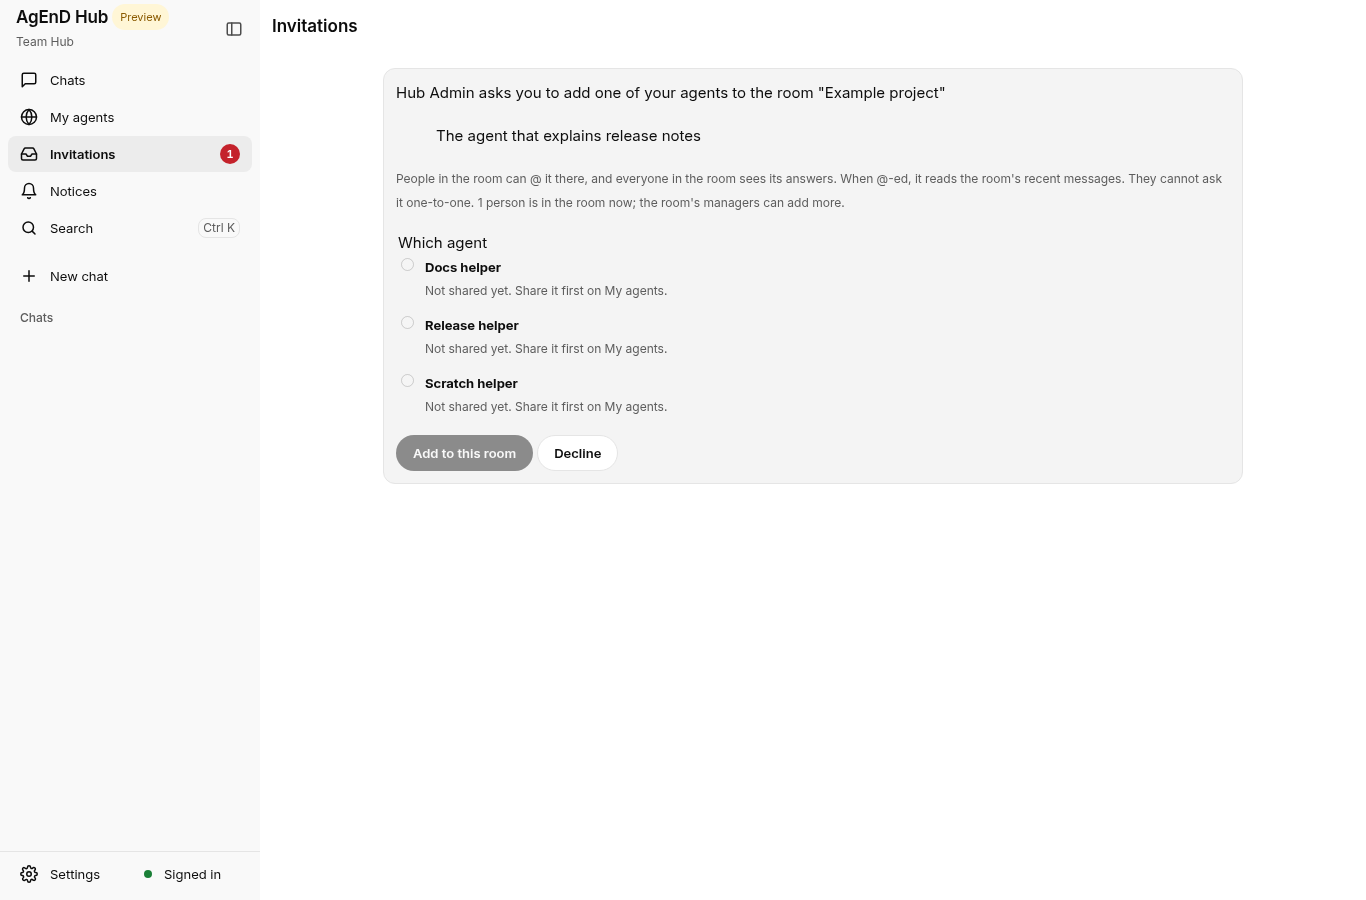 AgEnD Hub Preview
Team Hub
Chats
My agents
Invitations 1
Notices
Search Ctrl K
New chat
Chats
Settings
Signed in
Invitations
Hub Admin asks you to add one of your agents to the room "Example project"
The agent that explains release notes
People in the room can @ it there, and everyone in the room sees its answers. When @-ed, it reads the room's recent messages. They cannot ask
it one-to-one. 1 person is in the room now; the room's managers can add more.
Which agent
Docs helper
Not shared yet. Share it first on My agents.
Release helper
Not shared yet. Share it first on My agents.
Scratch helper
Not shared yet. Share it first on My agents.
Add to this room
Decline